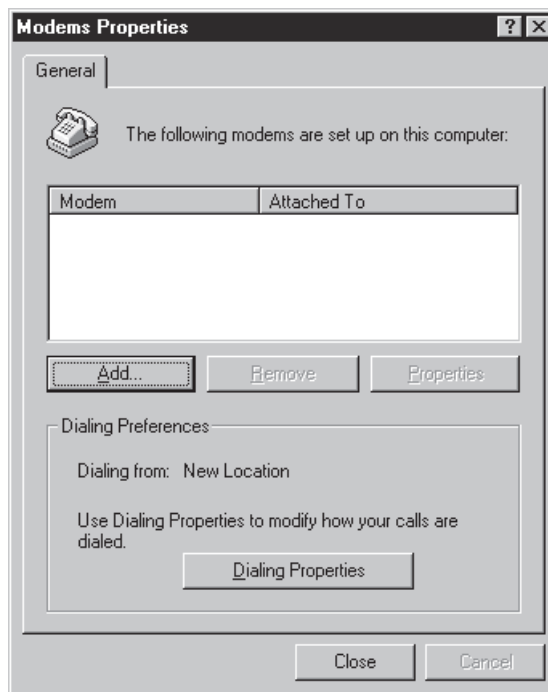 Modems Properties
General
The following modems are set up on this computer:
Modem Attached To
Add... Remove Properties
Dialing Preferences
Dialing from: New Location
Use Dialing Properties to modify how your calls are
dialed.
Dialing Properties
Close Cancel